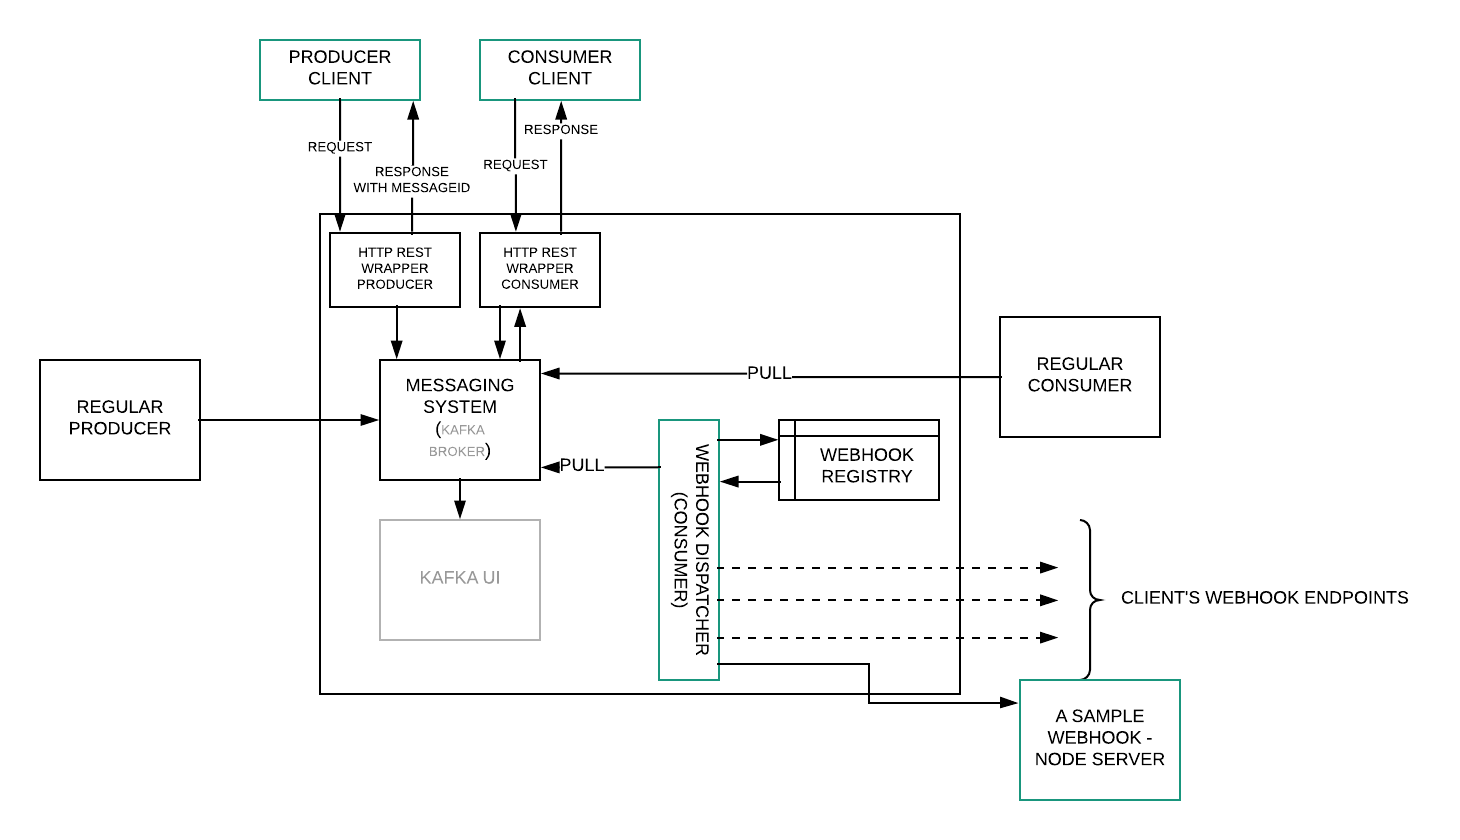 PRODUCER
CLIENT
CONSUMER
CLIENT
REQUEST
RESPONSE
WITH MESSAGEID
REQUEST
RESPONSE
HTTP REST
WRAPPER
PRODUCER
HTTP REST
WRAPPER
CONSUMER
REGULAR
PRODUCER
MESSAGING
SYSTEM
(KAFKA
BROKER)
PULL
REGULAR
CONSUMER
PULL
WEBHOOK DISPATCHER
(CONSUMER)
WEBHOOK
REGISTRY
KAFKA UI
CLIENT'S WEBHOOK ENDPOINTS
A SAMPLE
WEBHOOK -
NODE SERVER